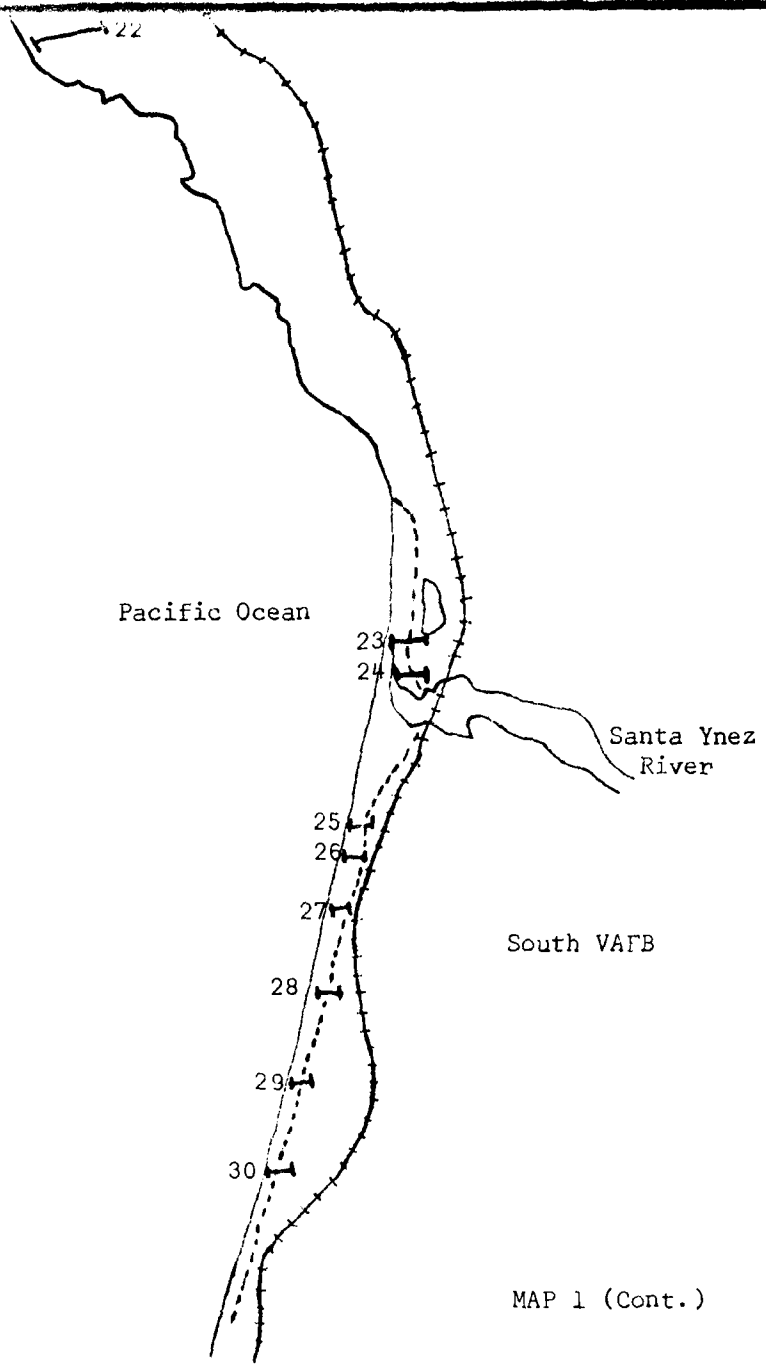 22
Pacific Ocean
23
24
Santa Ynez
River
25
26
27
South VAFB
28
29
30
MAP 1 (Cont.)